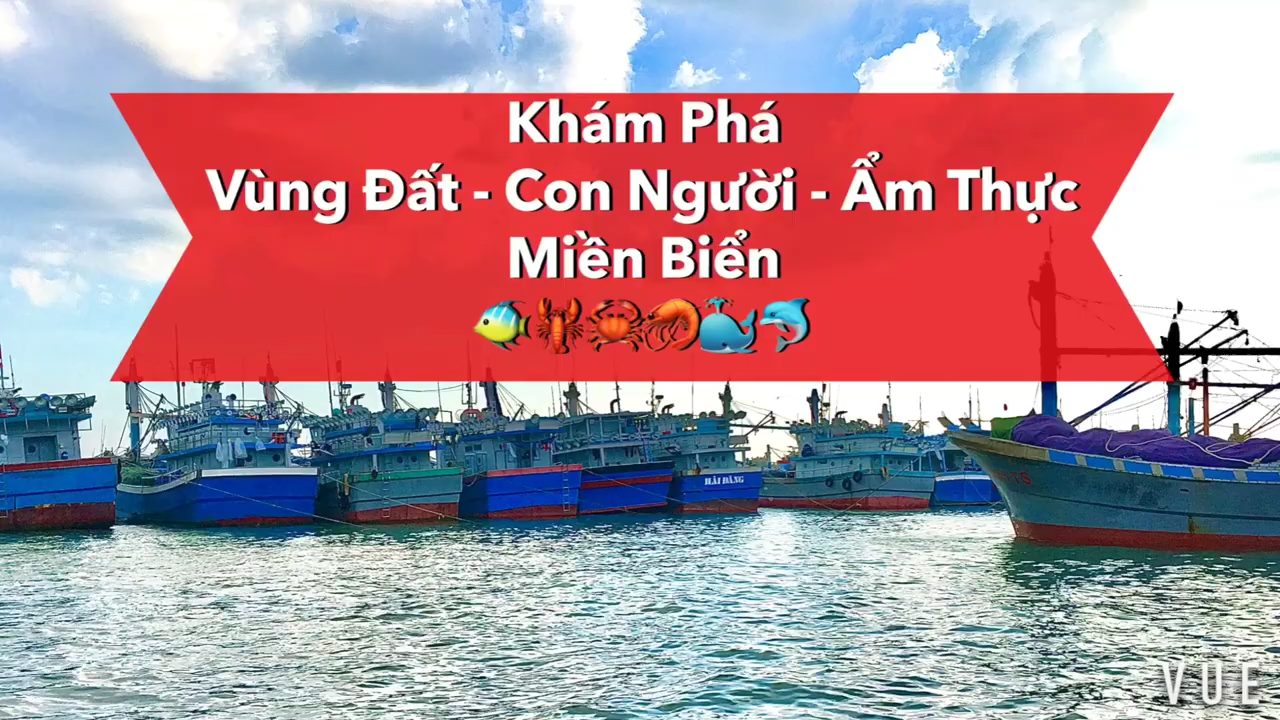 Khám Phá
Vùng Đất - Con Người - Ẩm Thực
Miền Biển
HẢI ĐĂNG
VUE